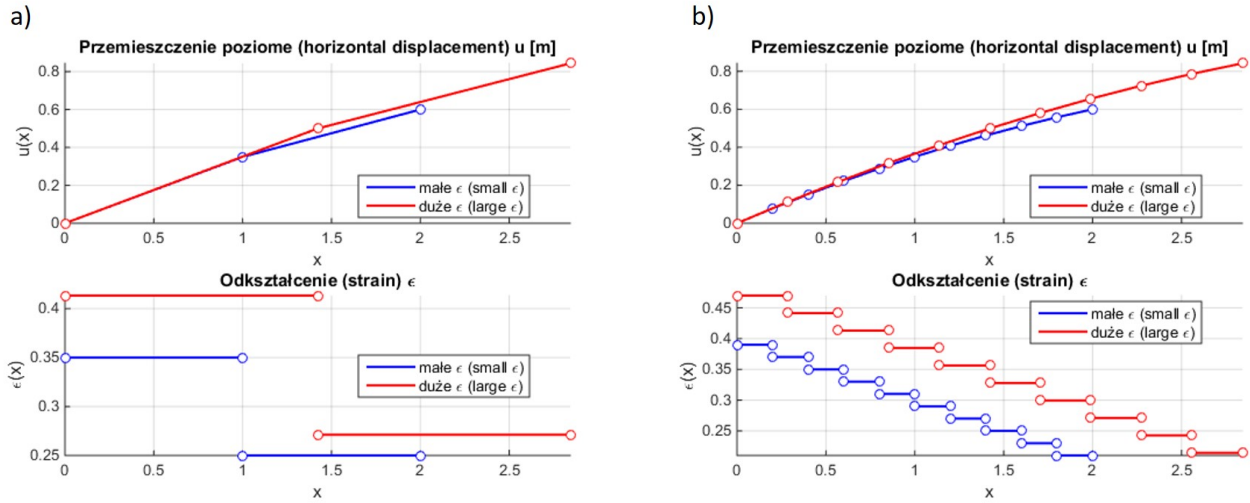 a)
Przemieszczenie poziome (horizontal displacement) u [m]
0.8
0.6
0.4
0.2
0
u(x)
0 0.5 1 1.5 2 2.5
x
małe ϵ (small ϵ)
duże ϵ (large ϵ)
Odkształcenie (strain) ϵ
0.4
0.35
0.3
0.25
ϵ(x)
0 0.5 1 1.5 2 2.5
x
małe ϵ (small ϵ)
duże ϵ (large ϵ)
b)
Przemieszczenie poziome (horizontal displacement) u [m]
0.8
0.6
0.4
0.2
0
u(x)
0 0.5 1 1.5 2 2.5
x
małe ϵ (small ϵ)
duże ϵ (large ϵ)
Odkształcenie (strain) ϵ
0.45
0.4
0.35
0.3
0.25
ϵ(x)
0 0.5 1 1.5 2 2.5
x
małe ϵ (small ϵ)
duże ϵ (large ϵ)